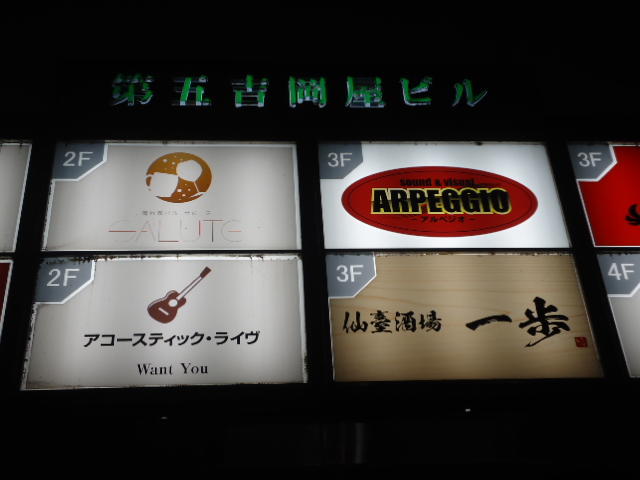 第五吉岡屋ビル
2F
SALUTE
3F
sound & visual
ARPEGGIO
-アルペジオ-
3F
2F
アコースティック・ライヴ
Want You
3F
仙臺酒場 一歩
4F